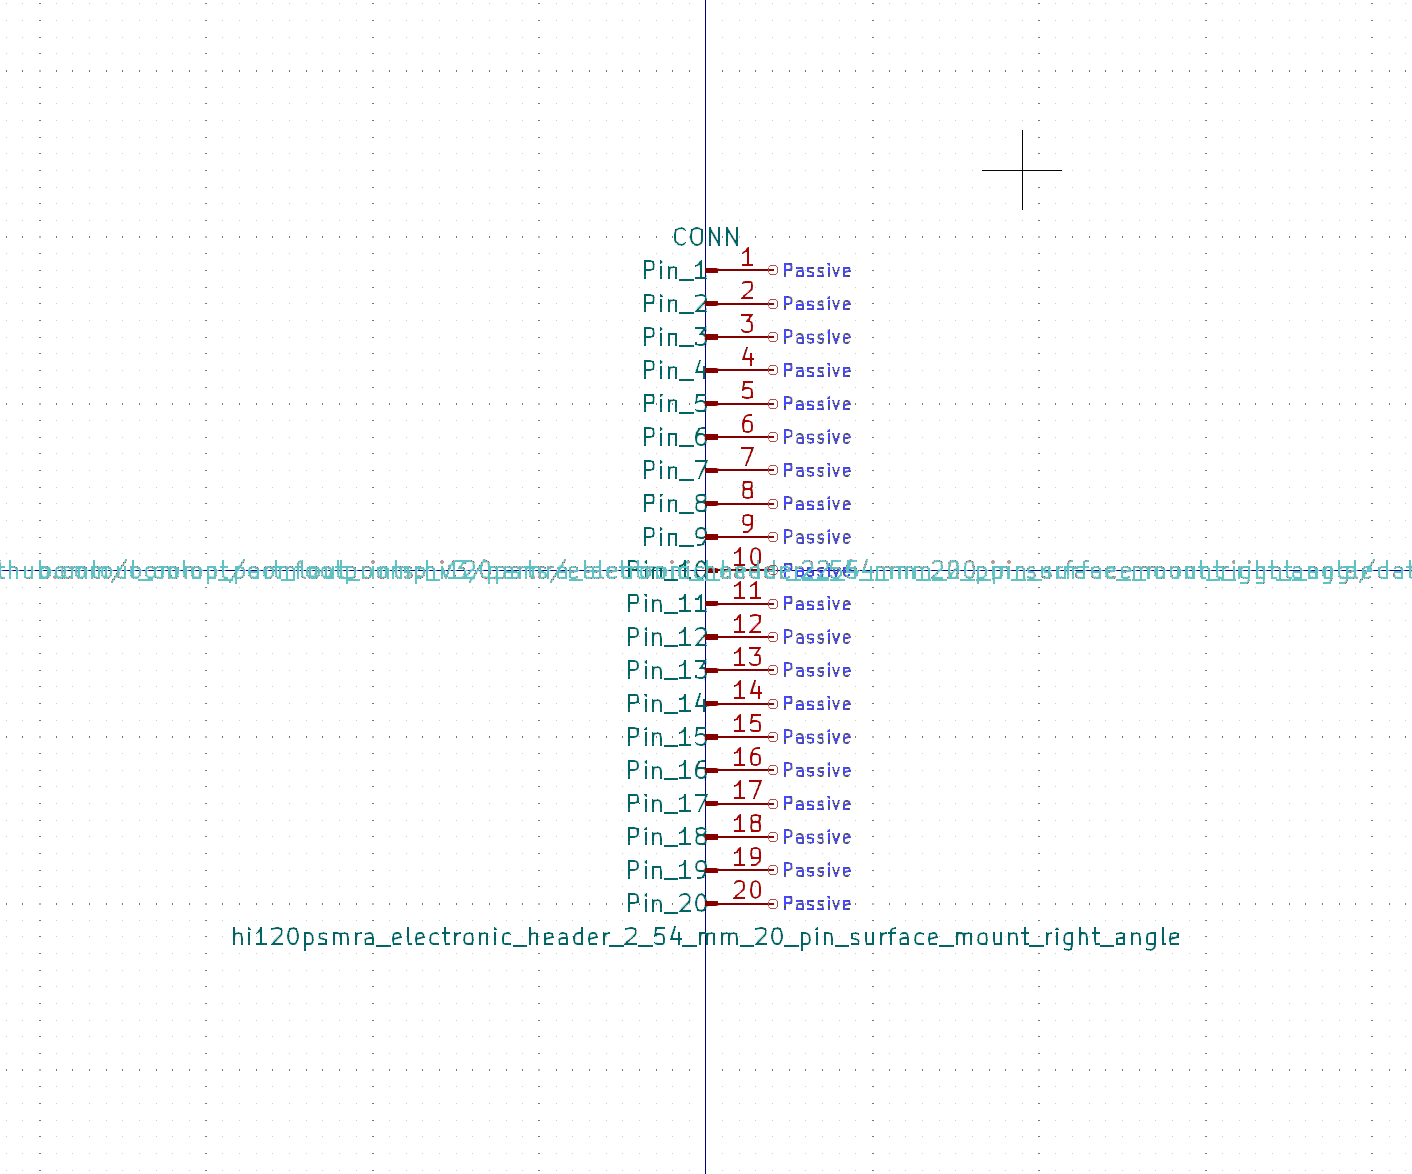 CONN
Pin_1 1 Passive
Pin_2 2 Passive
Pin_3 3 Passive
Pin_4 4 Passive
Pin_5 5 Passive
Pin_6 6 Passive
Pin_7 7 Passive
Pin_8 8 Passive
Pin_9 9 Passive
Pin_10 10 Passive
Pin_11 11 Passive
Pin_12 12 Passive
Pin_13 13 Passive
Pin_14 14 Passive
Pin_15 15 Passive
Pin_16 16 Passive
Pin_17 17 Passive
Pin_18 18 Passive
Pin_19 19 Passive
Pin_20 20 Passive
hi120psmra_electronic_header_2_54_mm_20_pin_surface_mount_right_angle